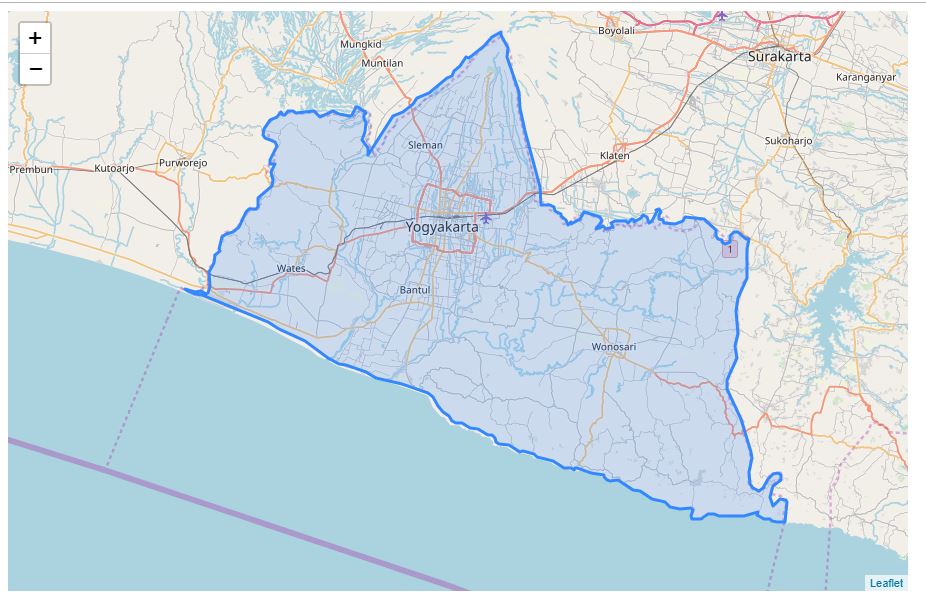 +
−
Boyolali
Mungkid
Surakarta
Muntilan
Karanganyar
Sleman
Sukoharjo
Klaten
Purworejo
Kutoarjo
Prembun
Yogyakarta
1
Wates
Bantul
Wonosari
Leaflet